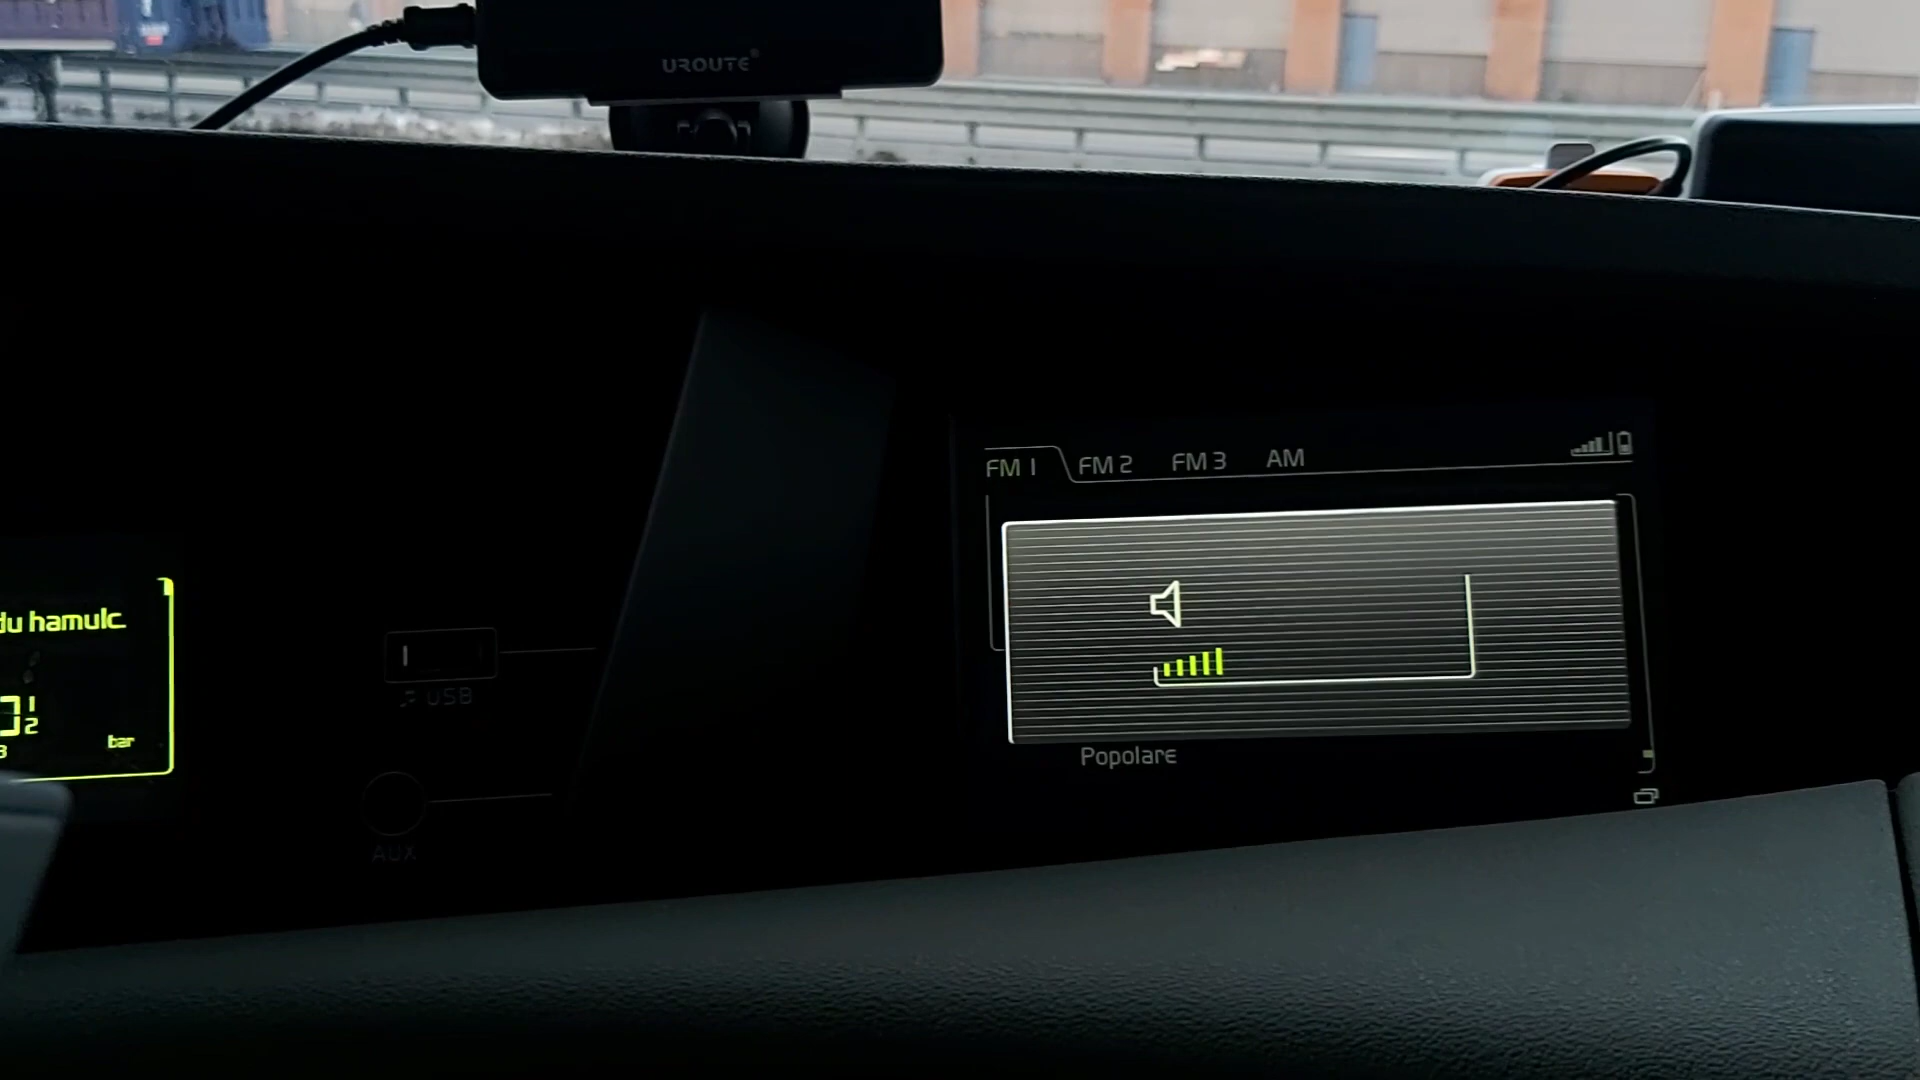 UROUTE®
FM 1 FM 2 FM 3 AM
du hamulc.
USB
bar
Popolare
AUX